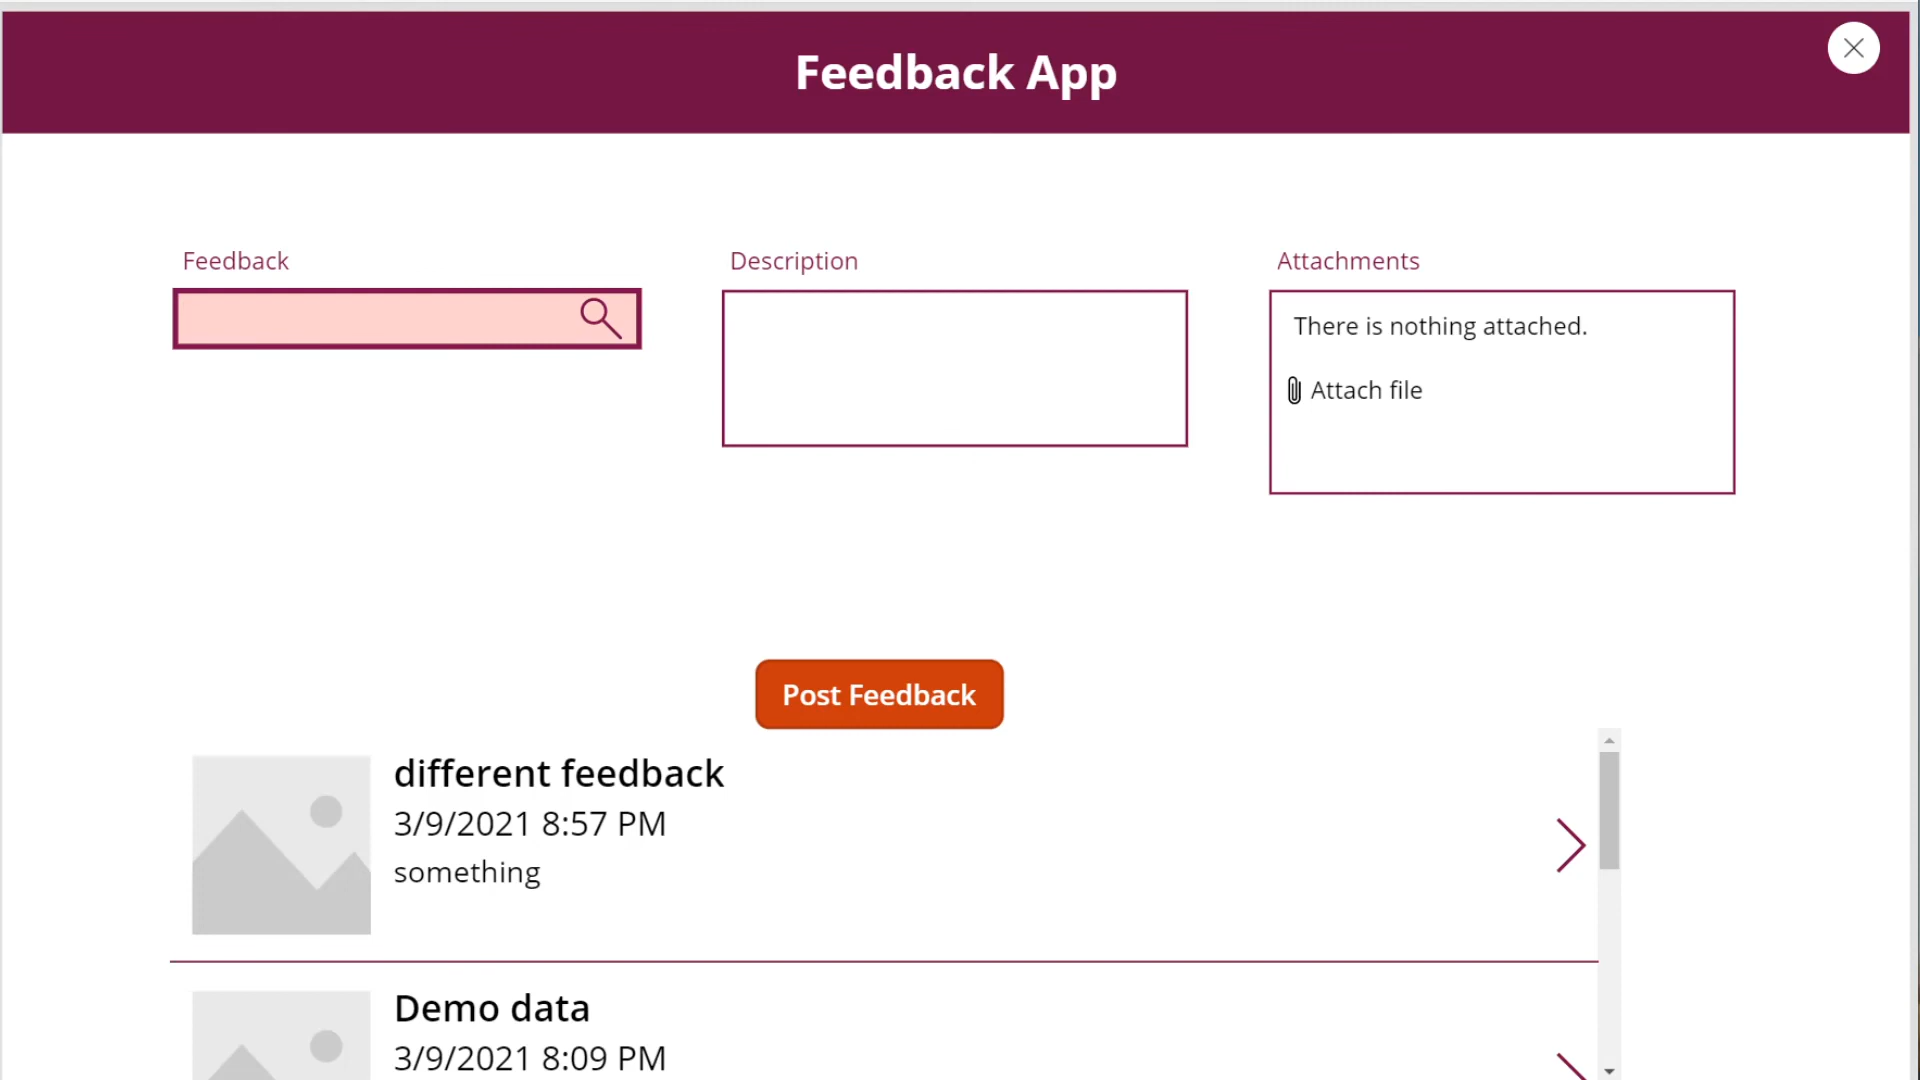 Feedback App
Feedback
Description
Attachments
There is nothing attached.
Attach file
Post Feedback
different feedback
3/9/2021 8:57 PM
something
Demo data
3/9/2021 8:09 PM